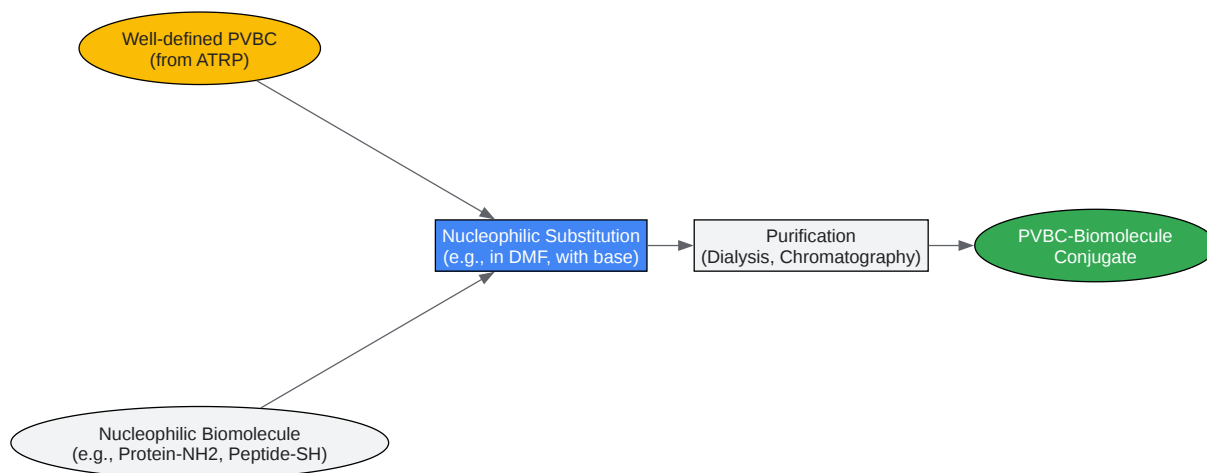 Well-defined PVBC
(from ATRP)
Nucleophilic Substitution
(e.g., in DMF, with base)
Purification
(Dialysis, Chromatography)
PVBC-Biomolecule
Conjugate
Nucleophilic Biomolecule
(e.g., Protein-NH2, Peptide-SH)